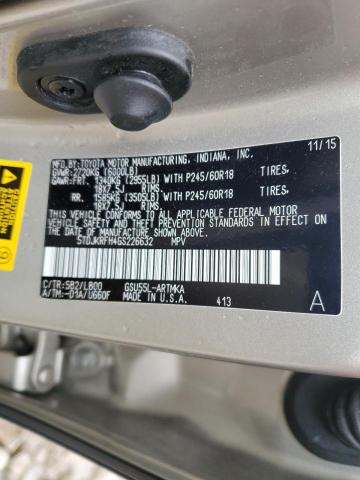 MFD.BY:TOYOTA MOTOR MANUFACTURING, INDIANA, INC. 11/15
GVWR:2720KG (6000LB)
GAWR:FRT. 1340KG (2955LB) WITH P245/60R18 TIRES,
18X7.5J RIMS.
RR. 1585KG (3505LB) WITH P245/60R18 TIRES,
18X7.5J RIMS.
THIS VEHICLE CONFORMS TO ALL APPLICABLE FEDERAL MOTOR
VEHICLE SAFETY AND THEFT PREVENTION STANDARDS IN EFFECT ON
THE DATE OF MANUFACTURE SHOWN ABOVE.
5TDJKRFH4GS226632 MPV
C/TR:5B2/LB00 GSU55L-ARTMKA
A/TM:-01A/U660F MADE IN U.S.A. 413 A